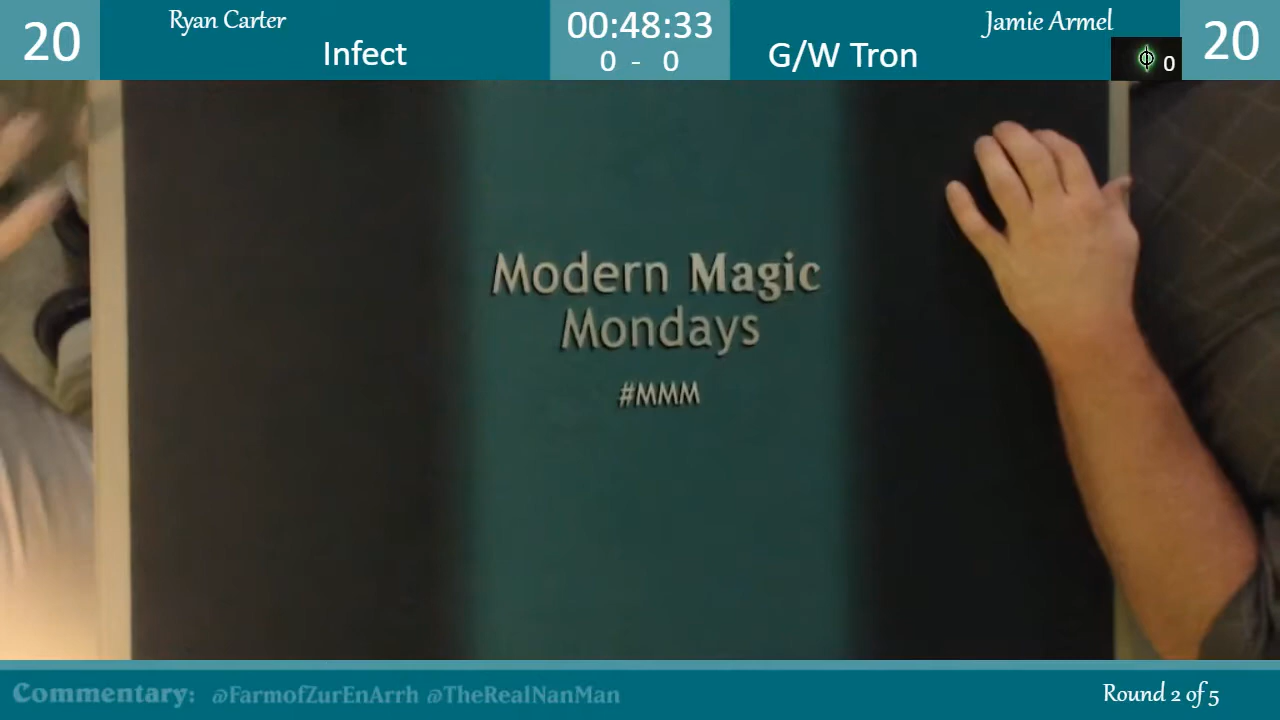 20
Ryan Carter
Infect
00:48:33
0 - 0
Jamie Armel
G/W Tron
0
20
Modern Magic
Mondays
#MMM
Commentary: @FarmofZurEnArrh @TheRealNanMan
Round 2 of 5